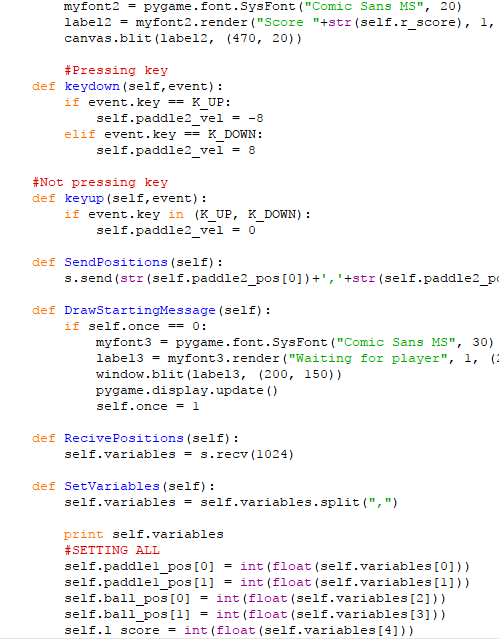 myfont2 = pygame.font.SysFont("Comic Sans MS", 20)
label2 = myfont2.render("Score "+str(self.r_score), 1,
canvas.blit(label2, (470, 20))
#Pressing key
def keydown(self,event):
if event.key == K_UP:
self.paddle2_vel = -8
elif event.key == K_DOWN:
self.paddle2_vel = 8
#Not pressing key
def keyup(self,event):
if event.key in (K_UP, K_DOWN):
self.paddle2_vel = 0
def SendPositions(self):
s.send(str(self.paddle2_pos[0])+','+str(self.paddle2_po
def DrawStartingMessage(self):
if self.once == 0:
myfont3 = pygame.font.SysFont("Comic Sans MS", 30)
label3 = myfont3.render("Waiting for player", 1, (2
window.blit(label3, (200, 150))
pygame.display.update()
self.once = 1
def RecivePositions(self):
self.variables = s.recv(1024)
def SetVariables(self):
self.variables = self.variables.split(",")
print self.variables
#SETTING ALL
self.paddle1_pos[0] = int(float(self.variables[0]))
self.paddle1_pos[1] = int(float(self.variables[1]))
self.ball_pos[0] = int(float(self.variables[2]))
self.ball_pos[1] = int(float(self.variables[3]))
self.l_score = int(float(self.variables[4]))